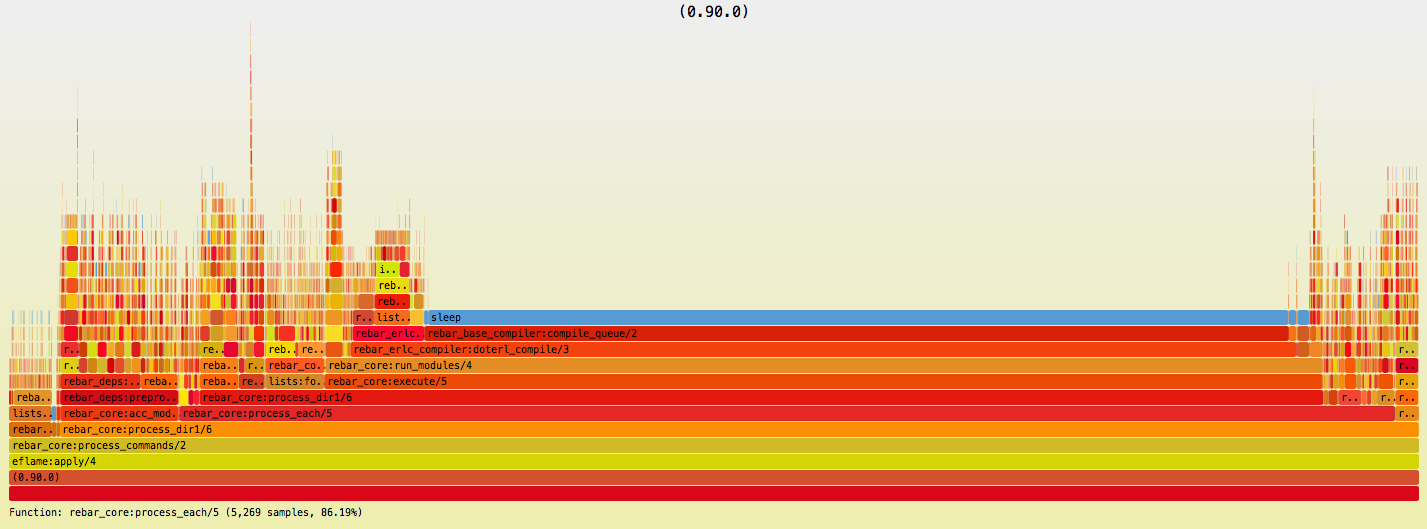 (0.90.0)
i..
reb..
reb..
r.. list.. sleep
rebar_erlc.. rebar_base_compiler:compile_queue/2
r.. re.. reb.. re.. rebar_erlc_compiler:doterl_compile/3 r..
r.. reba.. r.. rebar_co.. rebar_core:run_modules/4 r..
rebar_deps:.. reba.. reba.. re.. lists:fo.. rebar_core:execute/5 r..
reba.. rebar_deps:prepro.. rebar_core:process_dir1/6 r.. r.. r..
lists.. rebar_core:acc_mod.. rebar_core:process_each/5 r..
rebar.. rebar_core:process_dir1/6
rebar_core:process_commands/2
eflame:apply/4
(0.90.0)
Function: rebar_core:process_each/5 (5,269 samples, 86.19%)